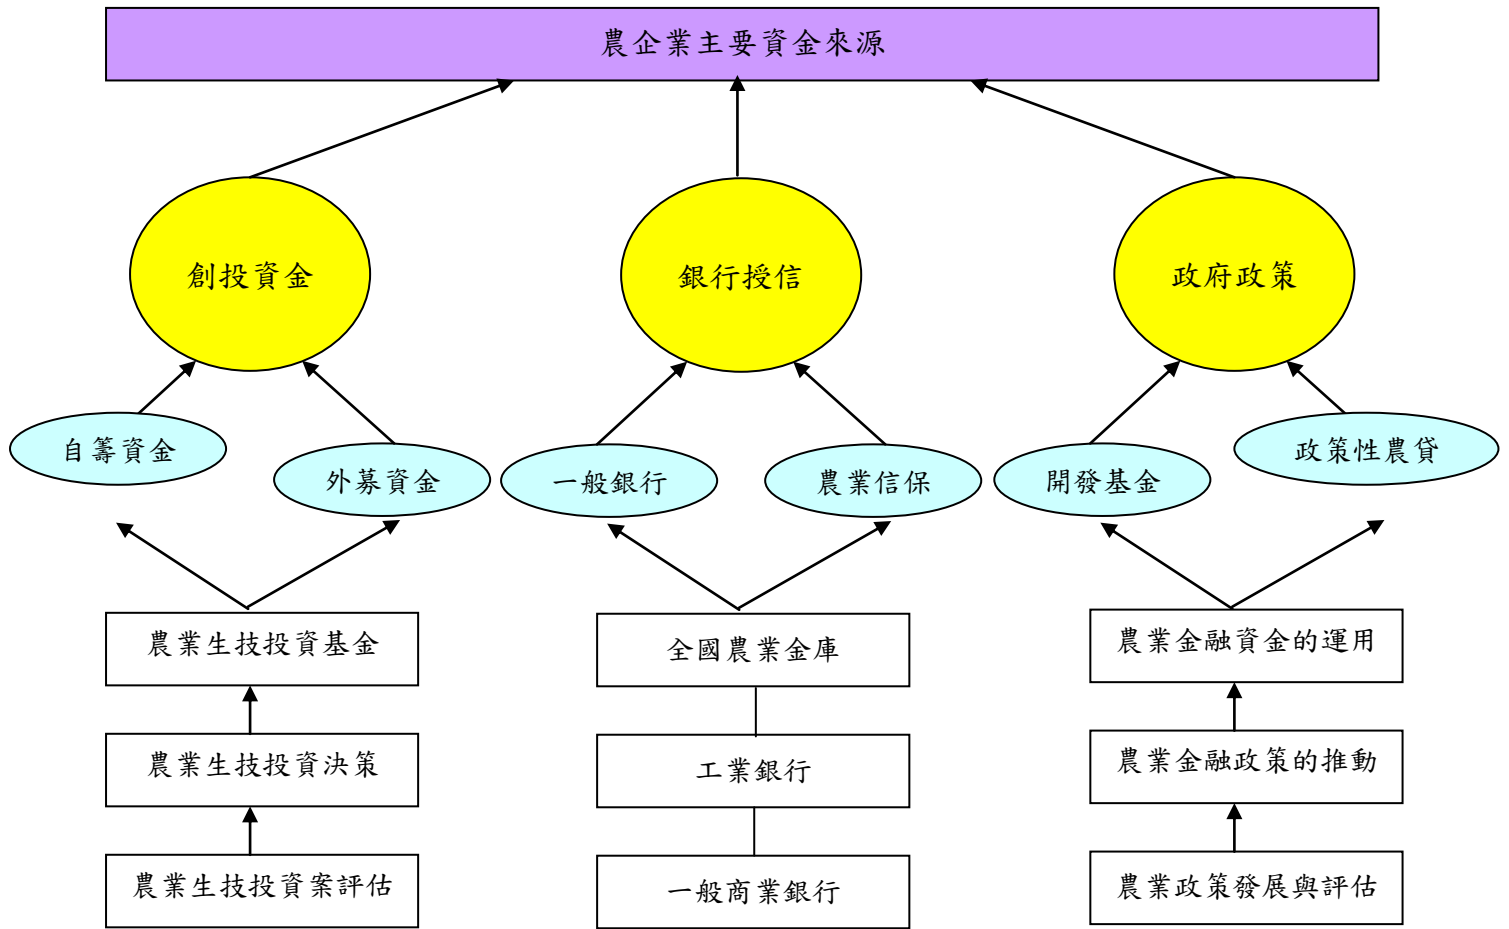 農企業主要資金來源
創投資金
銀行授信
政府政策
自籌資金
外募資金
一般銀行
農業信保
開發基金
政策性農貸
農業生技投資基金
全國農業金庫
農業金融資金的運用
農業生技投資決策
工業銀行
農業金融政策的推動
農業生技投資案評估
一般商業銀行
農業政策發展與評估